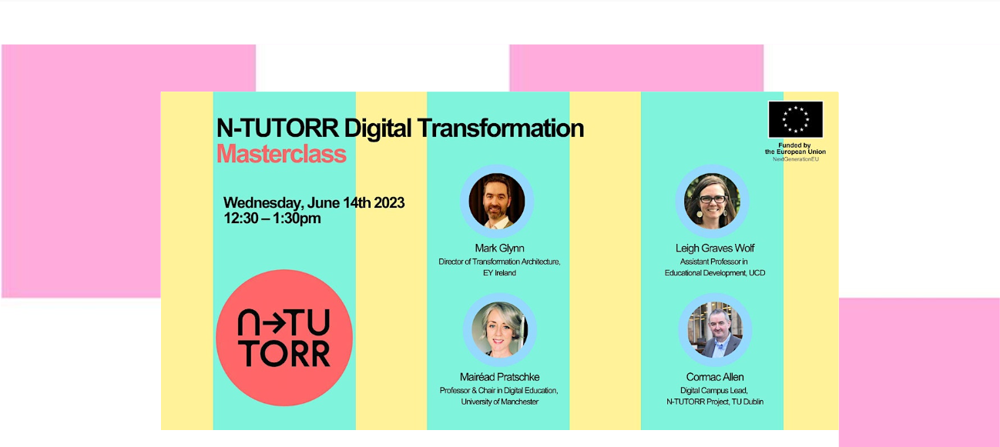 N-TUTORR Digital Transformation
Masterclass
Funded by
the European Union
NextGenerationEU
Wednesday, June 14th 2023
12:30 – 1:30pm
Mark Glynn
Director of Transformation Architecture,
EY Ireland
Leigh Graves Wolf
Assistant Professor in
Educational Development, UCD
N→TU
TORR
Mairéad Pratschke
Professor & Chair in Digital Education,
University of Manchester
Cormac Allen
Digital Campus Lead,
N-TUTORR Project, TU Dublin